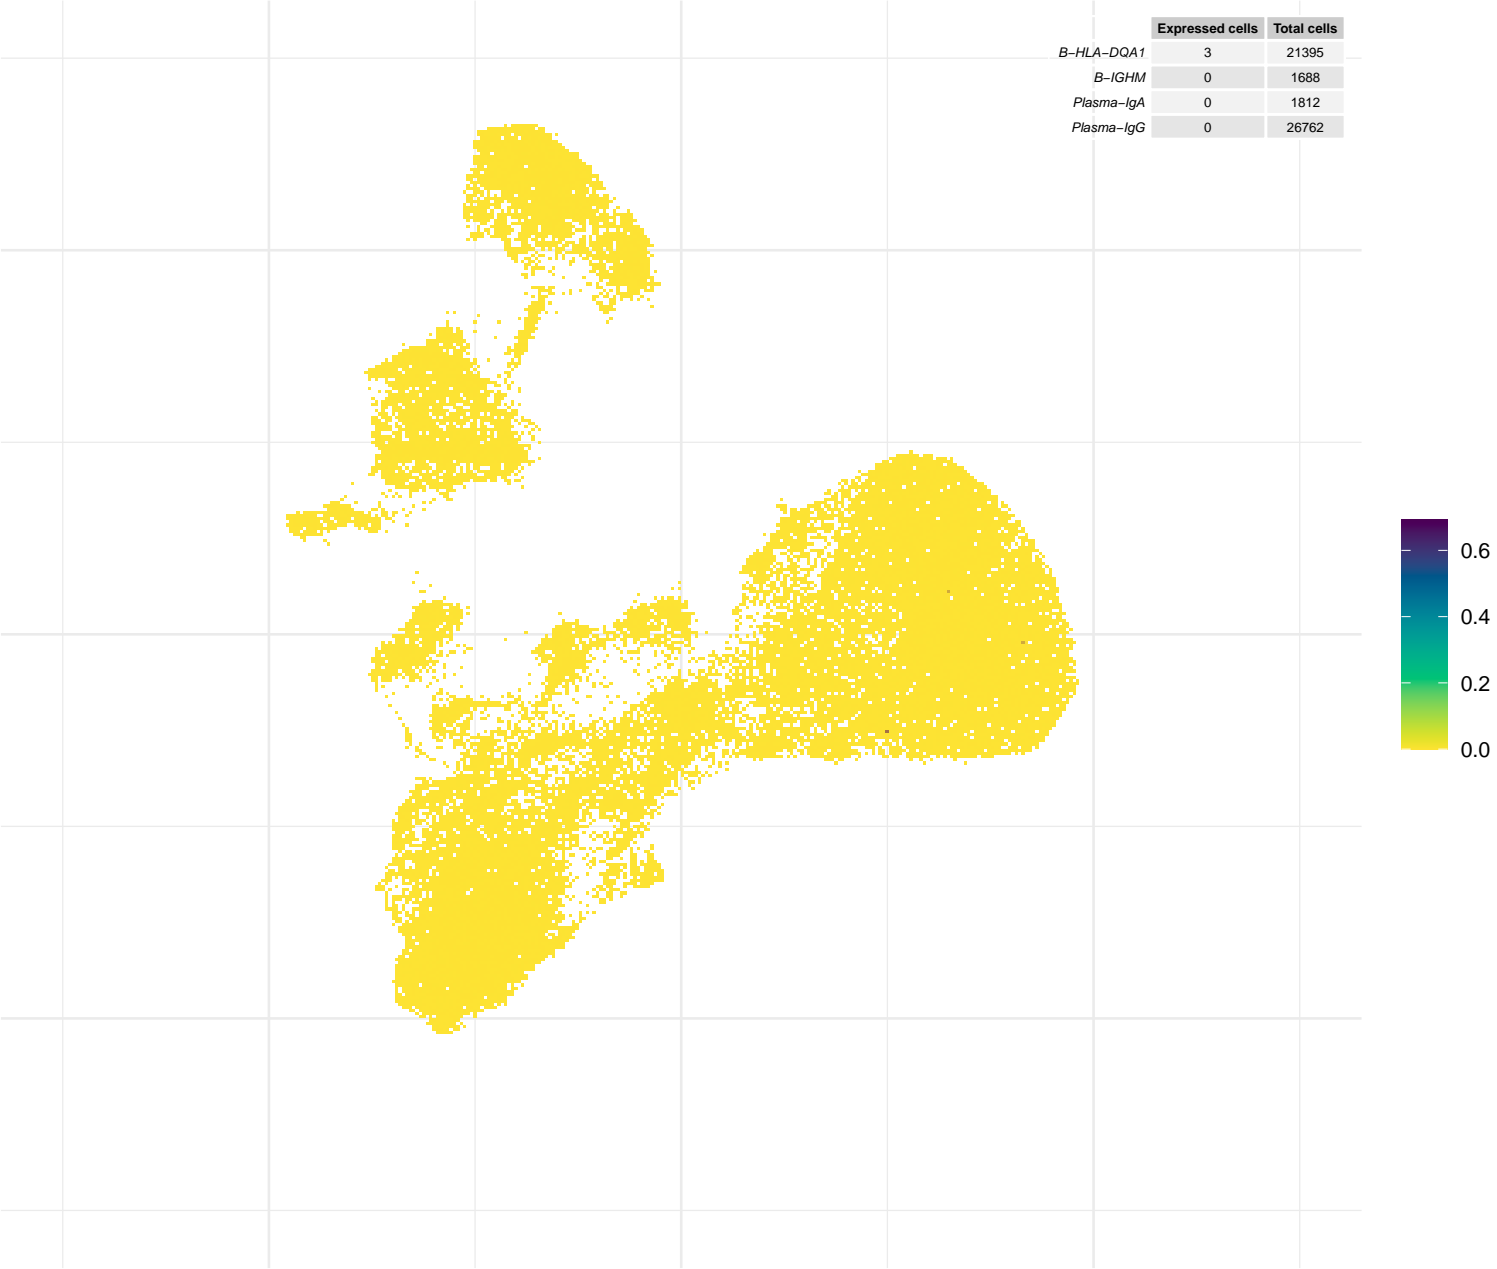 Expressed cells Total cells
B−HLA−DQA1 3 21395
B−IGHM 0 1688
Plasma−IgA 0 1812
Plasma−IgG 0 26762
0.6
0.4
0.2
0.0